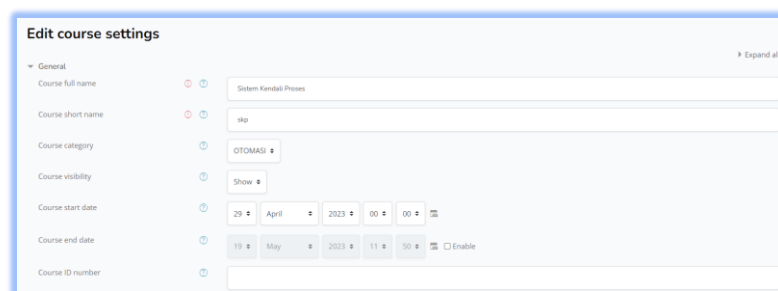 Edit course settings
Expand al
General
Course full name
Sistem Kendali Proses
Course short name
skp
Course category
OTOMASI
Course visibility
Show
Course start date
29 April 2023 00 00
Course end date
19 May 2023 11 50 Enable
Course ID number